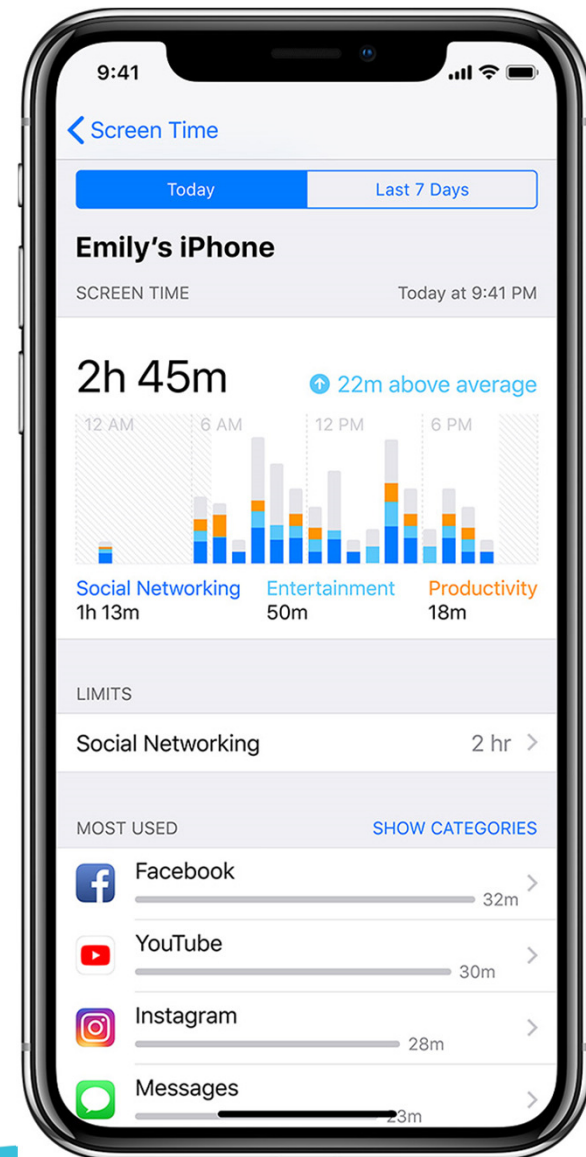 9:41
Screen Time
Today Last 7 Days
Emily’s iPhone
SCREEN TIME Today at 9:41 PM
2h 45m 22m above average
12 AM 6 AM 12 PM 6 PM
Social Networking Entertainment Productivity
1h 13m 50m 18m
LIMITS
Social Networking 2 hr
MOST USED SHOW CATEGORIES
Facebook
32m
YouTube
30m
Instagram
28m
Messages
23m